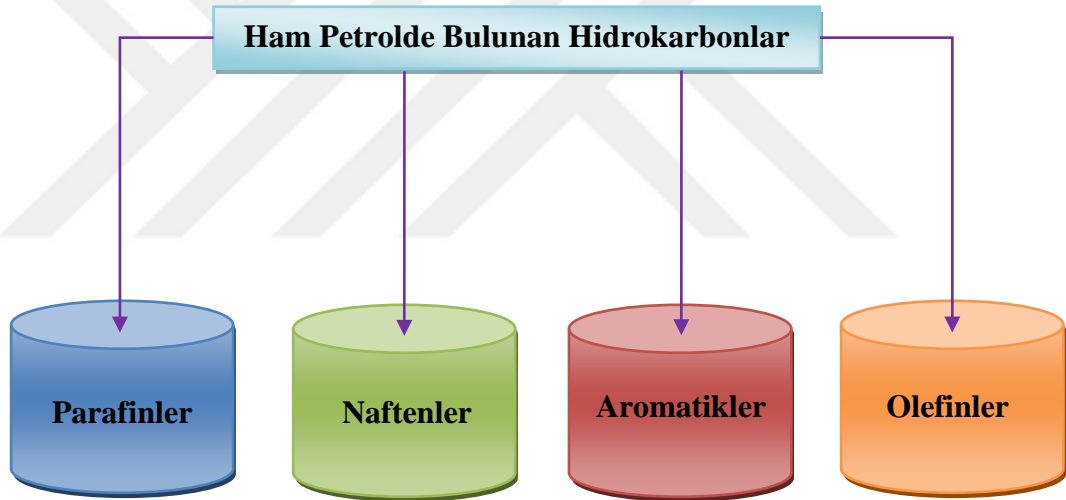 Ham Petrolde Bulunan Hidrokarbonlar
Parafinler
Naftenler
Aromatikler
Olefinler